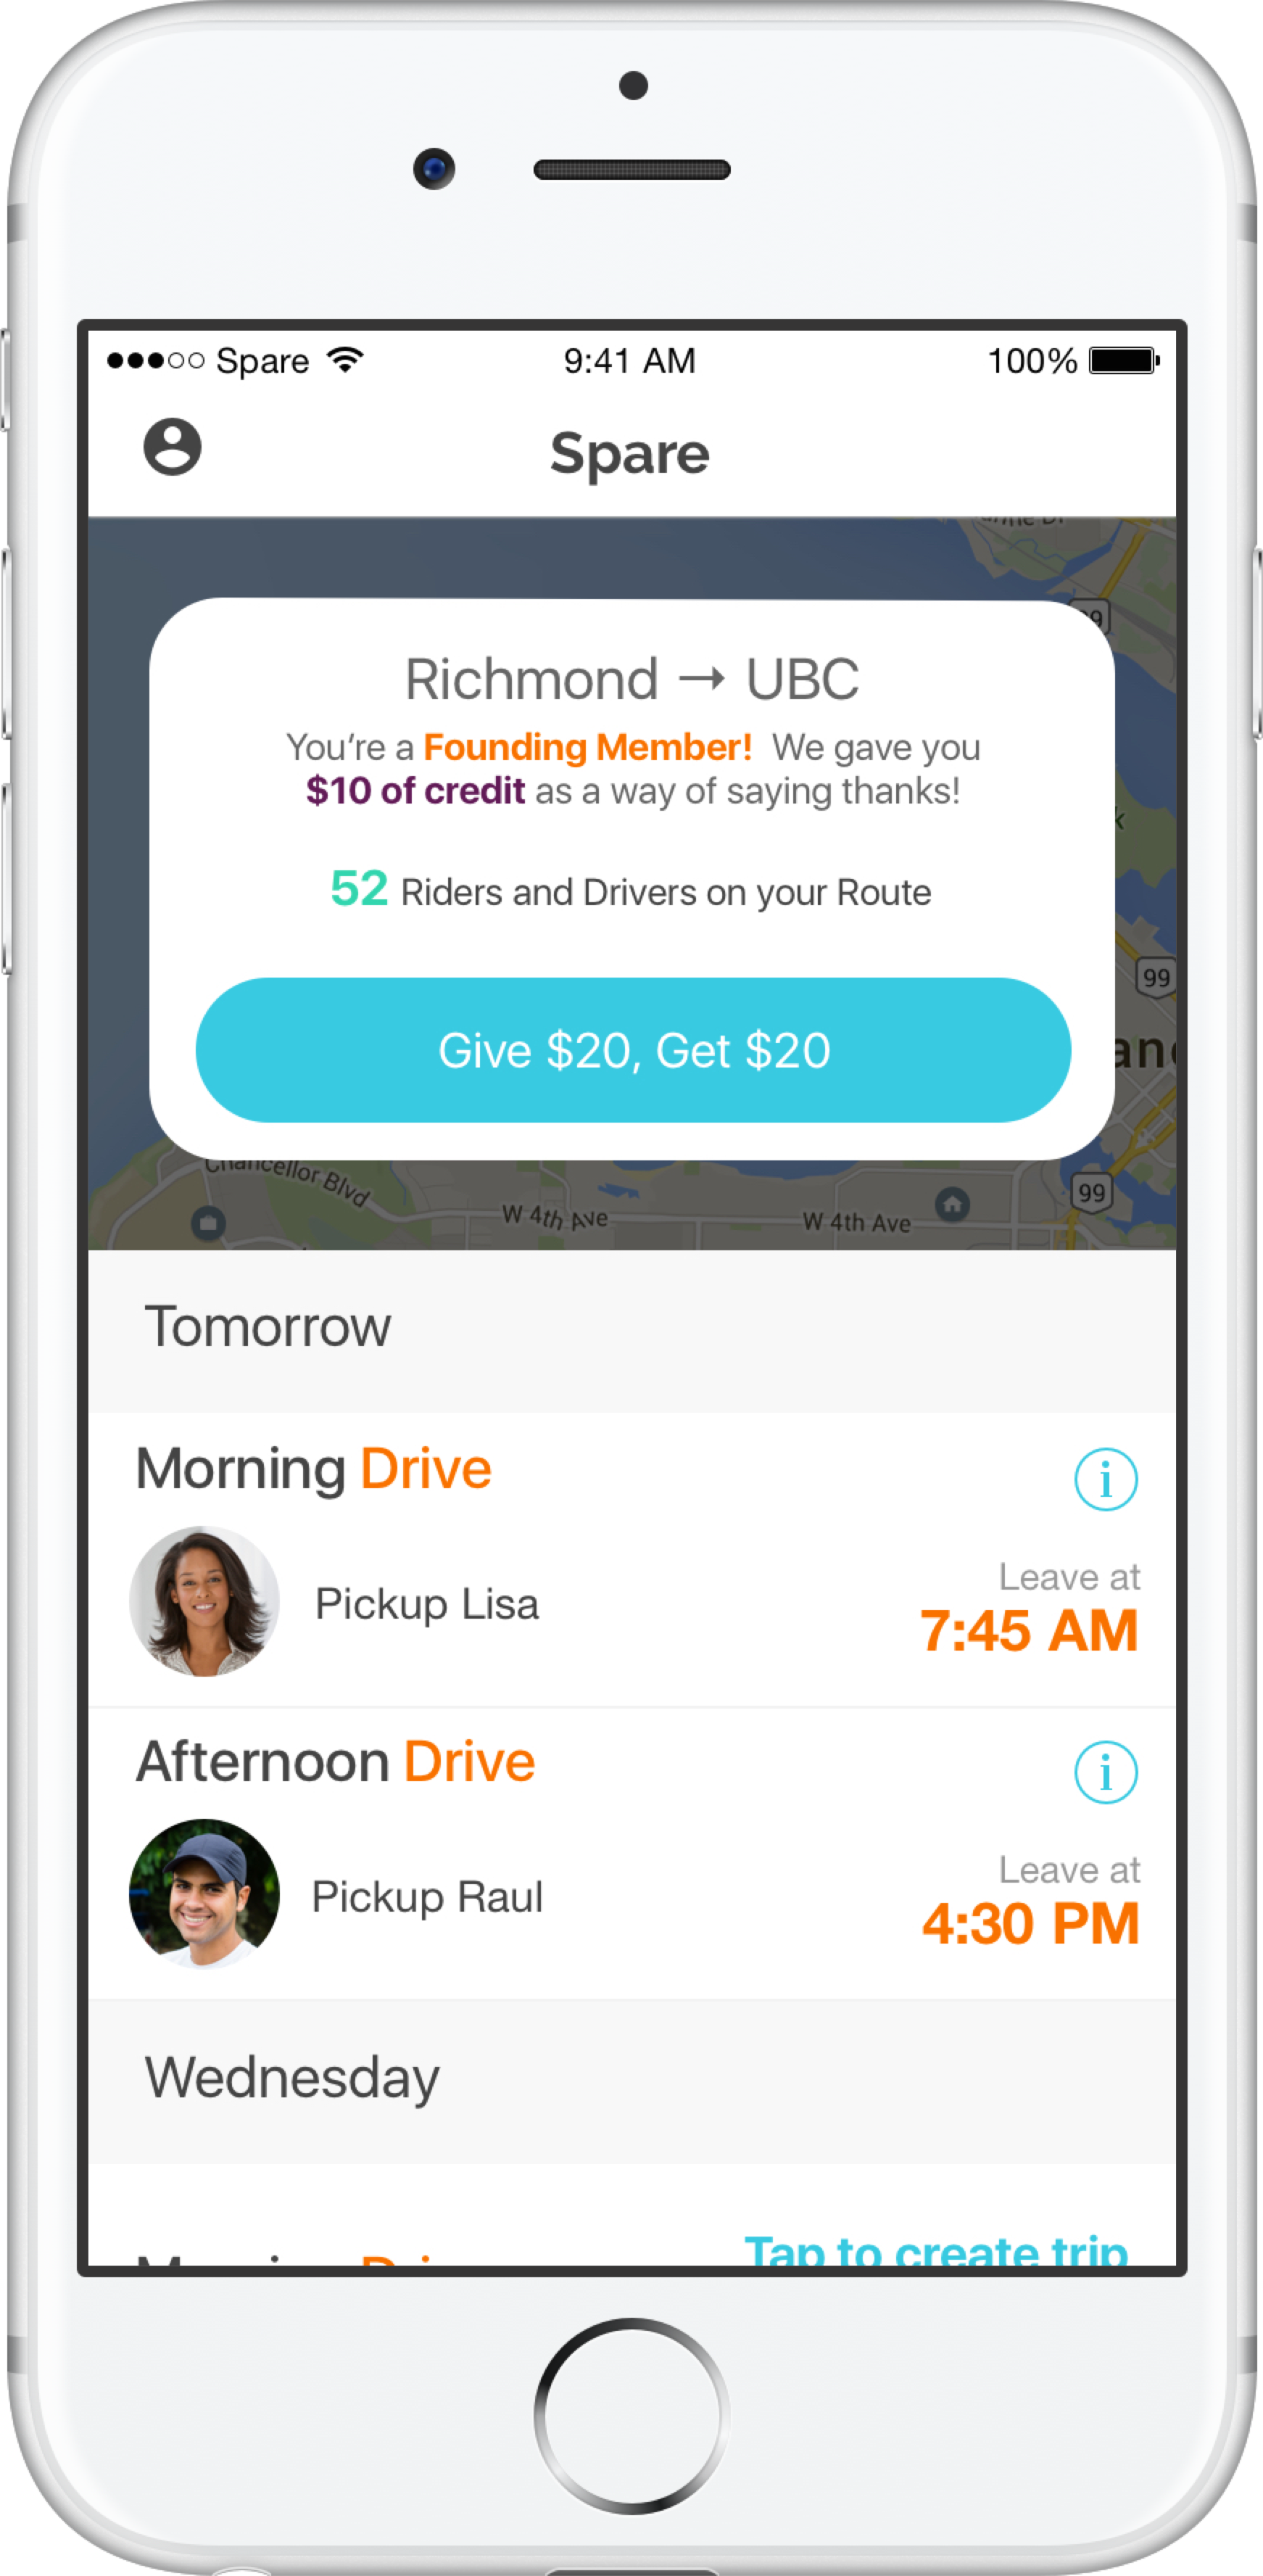 Spare 9:41 AM 100%
Spare
Richmond → UBC
You're a Founding Member! We gave you
$10 of credit as a way of saying thanks!
52 Riders and Drivers on your Route
Give $20, Get $20
99
99
Chancellor Blvd
W 4th Ave
W 4th Ave
99
Tomorrow
Morning Drive
Pickup Lisa
Leave at
7:45 AM
Afternoon Drive
Pickup Raul
Leave at
4:30 PM
Wednesday
Tap to create trip
Morning Drive